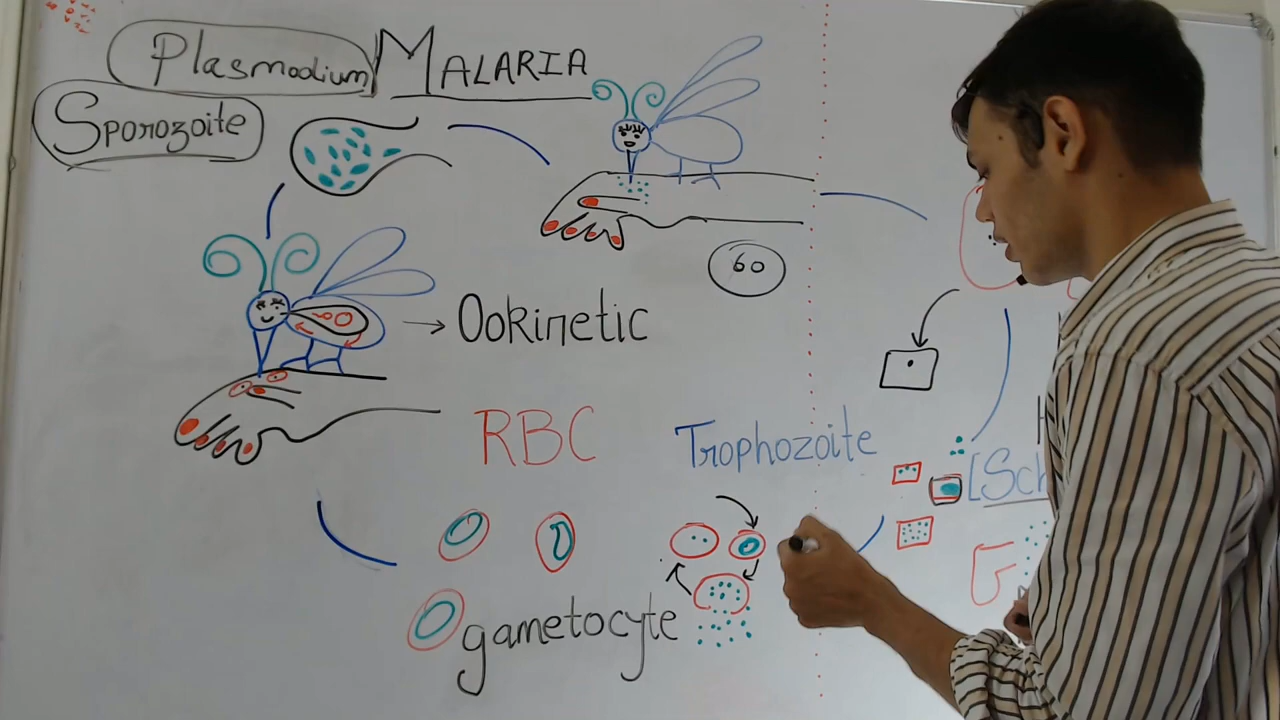 Plasmodium MALARIA
Sporozoite
60
Ookinetic
RBC
Trophozoite
gametocyte